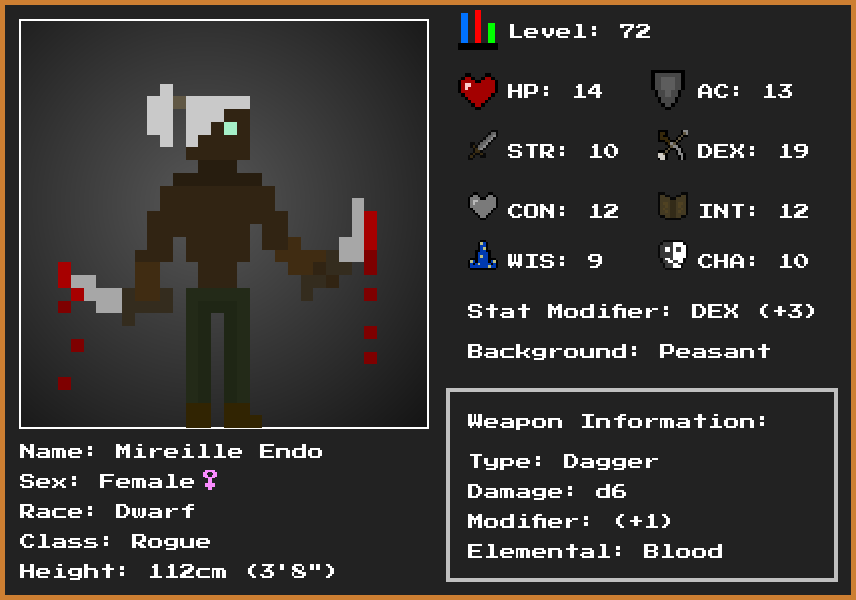 Level: 72
HP: 14
AC: 13
STR: 10
DEX: 19
CON: 12
INT: 12
WIS: 9
CHA: 10
Stat Modifier: DEX (+3)
Background: Peasant
Weapon Information:
Type: Dagger
Damage: d6
Modifier: (+1)
Elemental: Blood
Name: Mireille Endo
Sex: Female♀
Race: Dwarf
Class: Rogue
Height: 112cm (3'8")